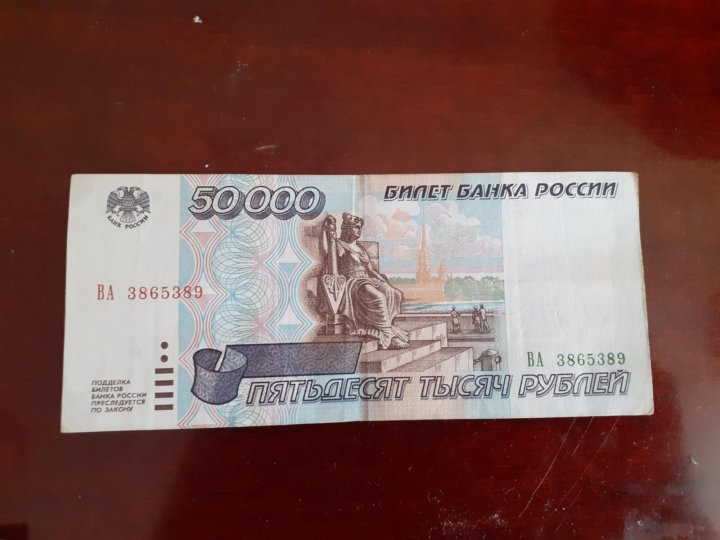 50000
БИЛЕТ БАНКА РОССИИ
БАНК РОССИИ
ВА 3865389
ВА 3865389
ПОДДЕЛКА
БИЛЕТОВ
БАНКА РОССИИ
ПРЕСЛЕДУЕТСЯ
ПО ЗАКОНУ
ПЯТЬДЕСЯТ ТЫСЯЧ РУБЛЕЙ